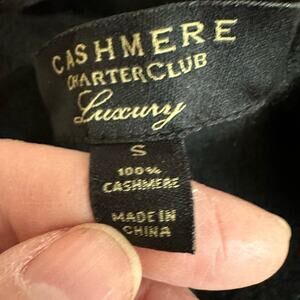 CASHMERE
CHARTER CLUB
Luxury
S
100%
CASHMERE
MADE IN
CHINA